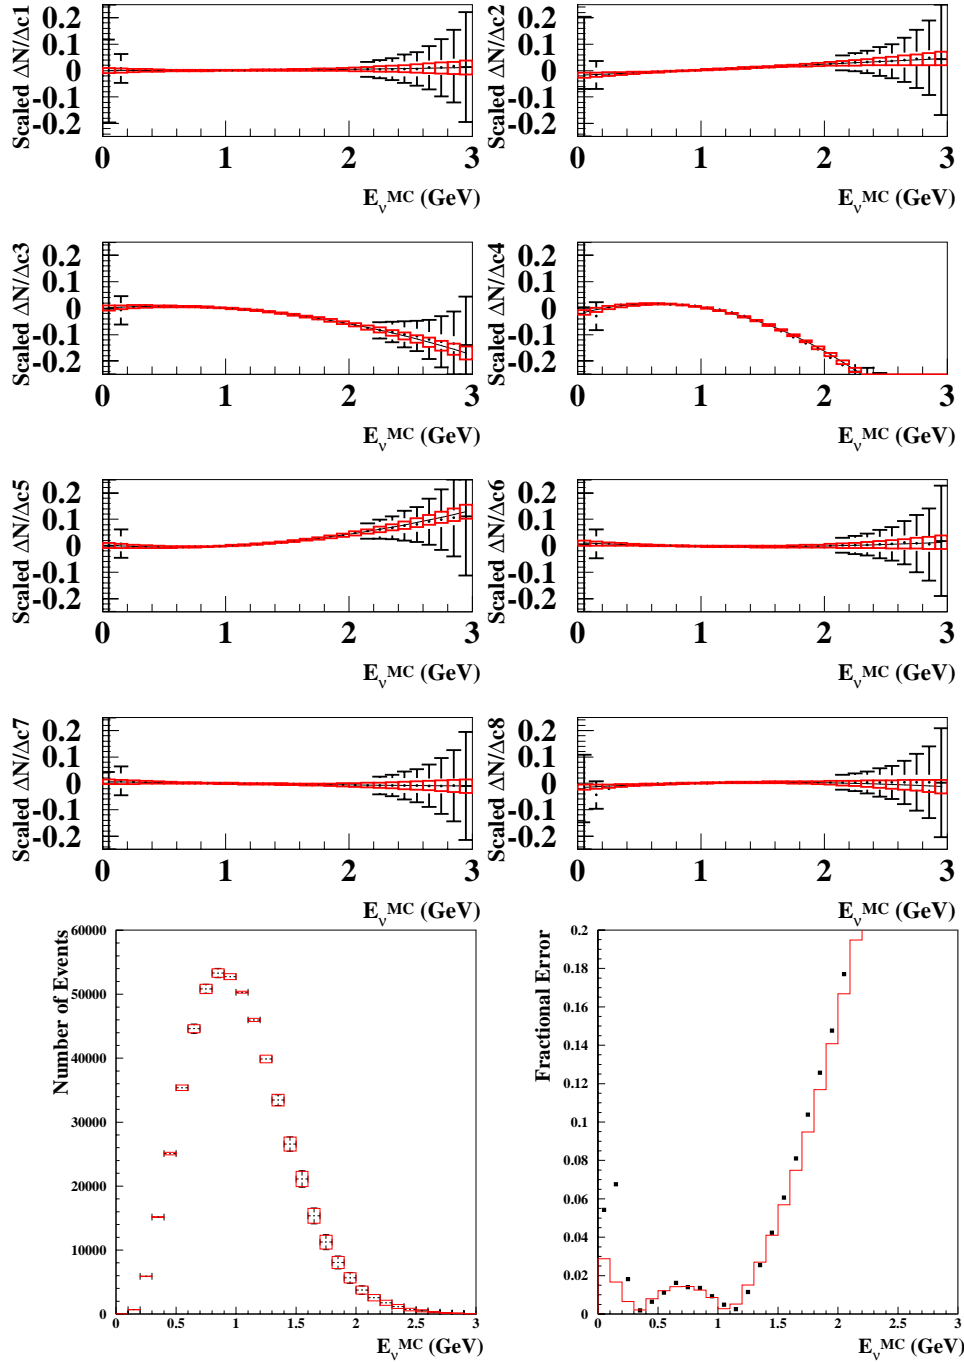 Scaled ΔN/Δc1
0.2
0.1
0
-0.1
-0.2
0 1 2 3
E_ν^MC (GeV)
Scaled ΔN/Δc2
0.2
0.1
0
-0.1
-0.2
0 1 2 3
E_ν^MC (GeV)
Scaled ΔN/Δc3
0.2
0.1
0
-0.1
-0.2
0 1 2 3
E_ν^MC (GeV)
Scaled ΔN/Δc4
0.2
0.1
0
-0.1
-0.2
0 1 2 3
E_ν^MC (GeV)
Scaled ΔN/Δc5
0.2
0.1
0
-0.1
-0.2
0 1 2 3
E_ν^MC (GeV)
Scaled ΔN/Δc6
0.2
0.1
0
-0.1
-0.2
0 1 2 3
E_ν^MC (GeV)
Scaled ΔN/Δc7
0.2
0.1
0
-0.1
-0.2
0 1 2 3
E_ν^MC (GeV)
Scaled ΔN/Δc8
0.2
0.1
0
-0.1
-0.2
0 1 2 3
E_ν^MC (GeV)
Number of Events
60000
50000
40000
30000
20000
10000
0
0 0.5 1 1.5 2 2.5 3
E_ν^MC (GeV)
Fractional Error
0.2
0.18
0.16
0.14
0.12
0.1
0.08
0.06
0.04
0.02
0
0 0.5 1 1.5 2 2.5 3
E_ν^MC (GeV)